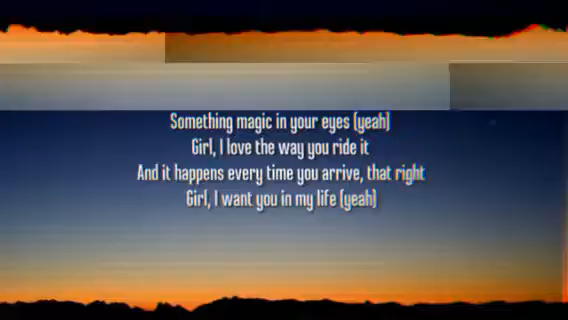 Something magic in your eyes (yeah)
Girl, I love the way you ride it
And it happens every time you arrive, that right
Girl, I want you in my life (yeah)